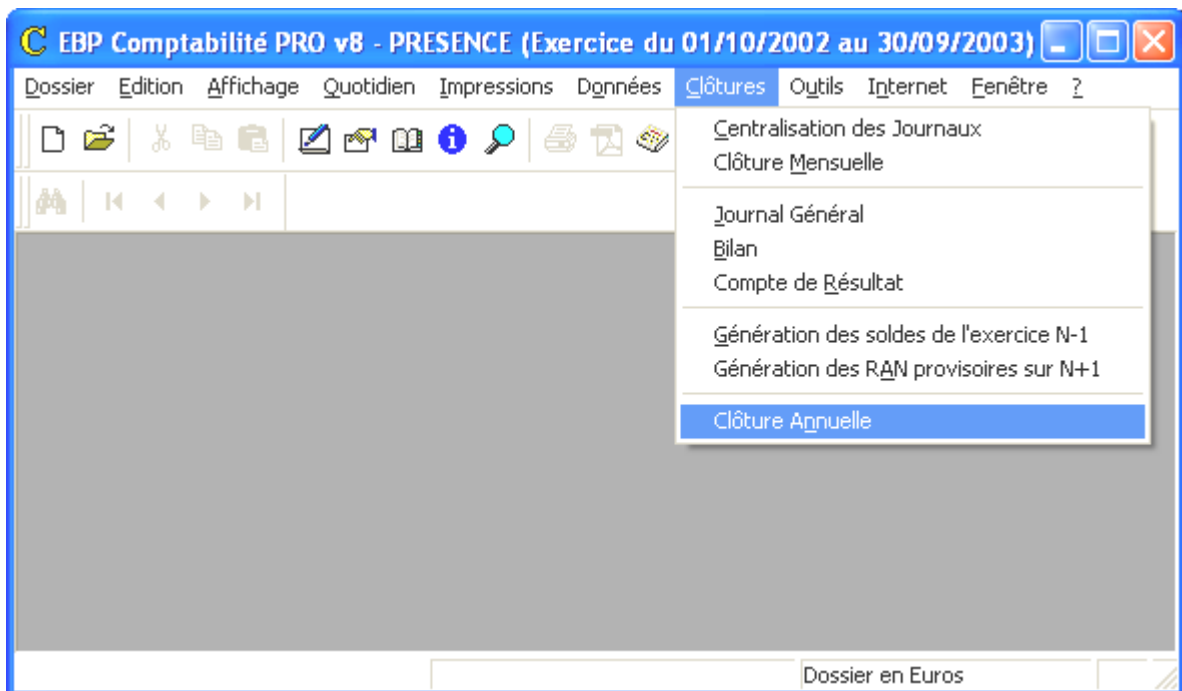 EBP Comptabilité PRO v8 - PRESENCE (Exercice du 01/10/2002 au 30/09/2003)
Dossier Edition Affichage Quotidien Impressions Données Clôtures Outils Internet Fenêtre ?
Centralisation des Journaux
Clôture Mensuelle
Journal Général
Bilan
Compte de Résultat
Génération des soldes de l'exercice N-1
Génération des RAN provisoires sur N+1
Clôture Annuelle
Dossier en Euros